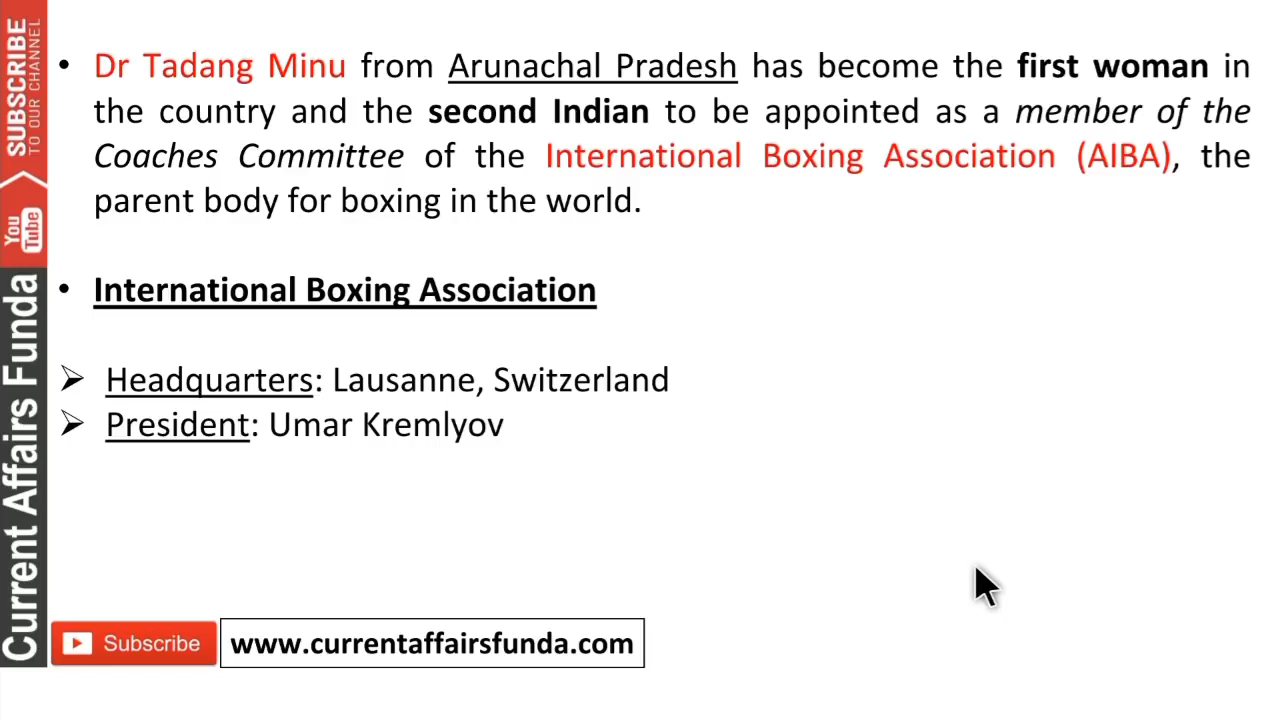 • Dr Tadang Minu from Arunachal Pradesh has become the first woman in
the country and the second Indian to be appointed as a member of the
Coaches Committee of the International Boxing Association (AIBA), the
parent body for boxing in the world.
• International Boxing Association
➢ Headquarters: Lausanne, Switzerland
➢ President: Umar Kremlyov
SUBSCRIBE
TO OUR CHANNEL
You
Tube
Current Affairs Funda
Subscribe
www.currentaffairsfunda.com